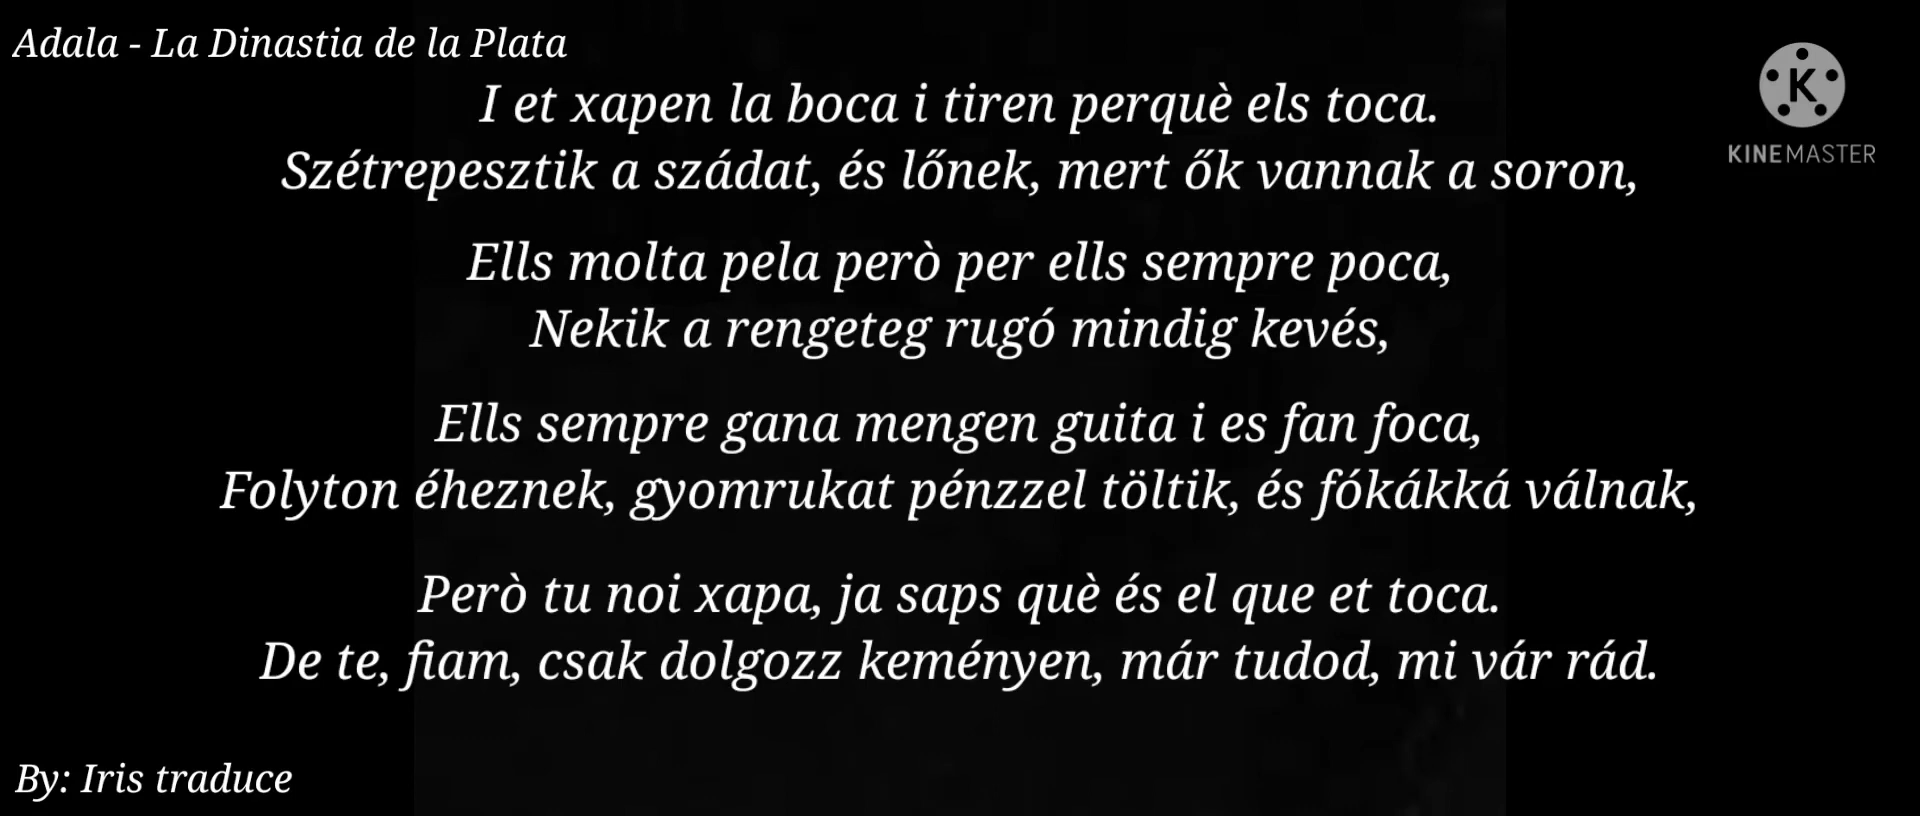 Adala - La Dinastia de la Plata
I et xapen la boca i tiren perquè els toca.
KINEMASTER
Szétrepesztik a szádat, és lőnek, mert ők vannak a soron,
Ells molta pela però per ells sempre poca,
Nekik a rengeteg rugó mindig kevés,
Ells sempre gana mengen guita i es fan foca,
Folyton éheznek, gyomrukat pénzzel töltik, és fókákká válnak,
Però tu noi xapa, ja saps què és el que et toca.
De te, fiam, csak dolgozz keményen, már tudod, mi vár rád.
By: Iris traduce